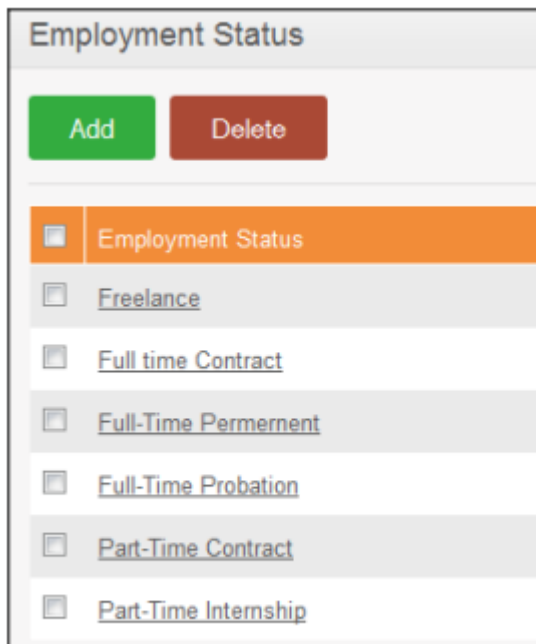 Employment Status
Add Delete
Employment Status
Freelance
Full time Contract
Full-Time Permernent
Full-Time Probation
Part-Time Contract
Part-Time Internship